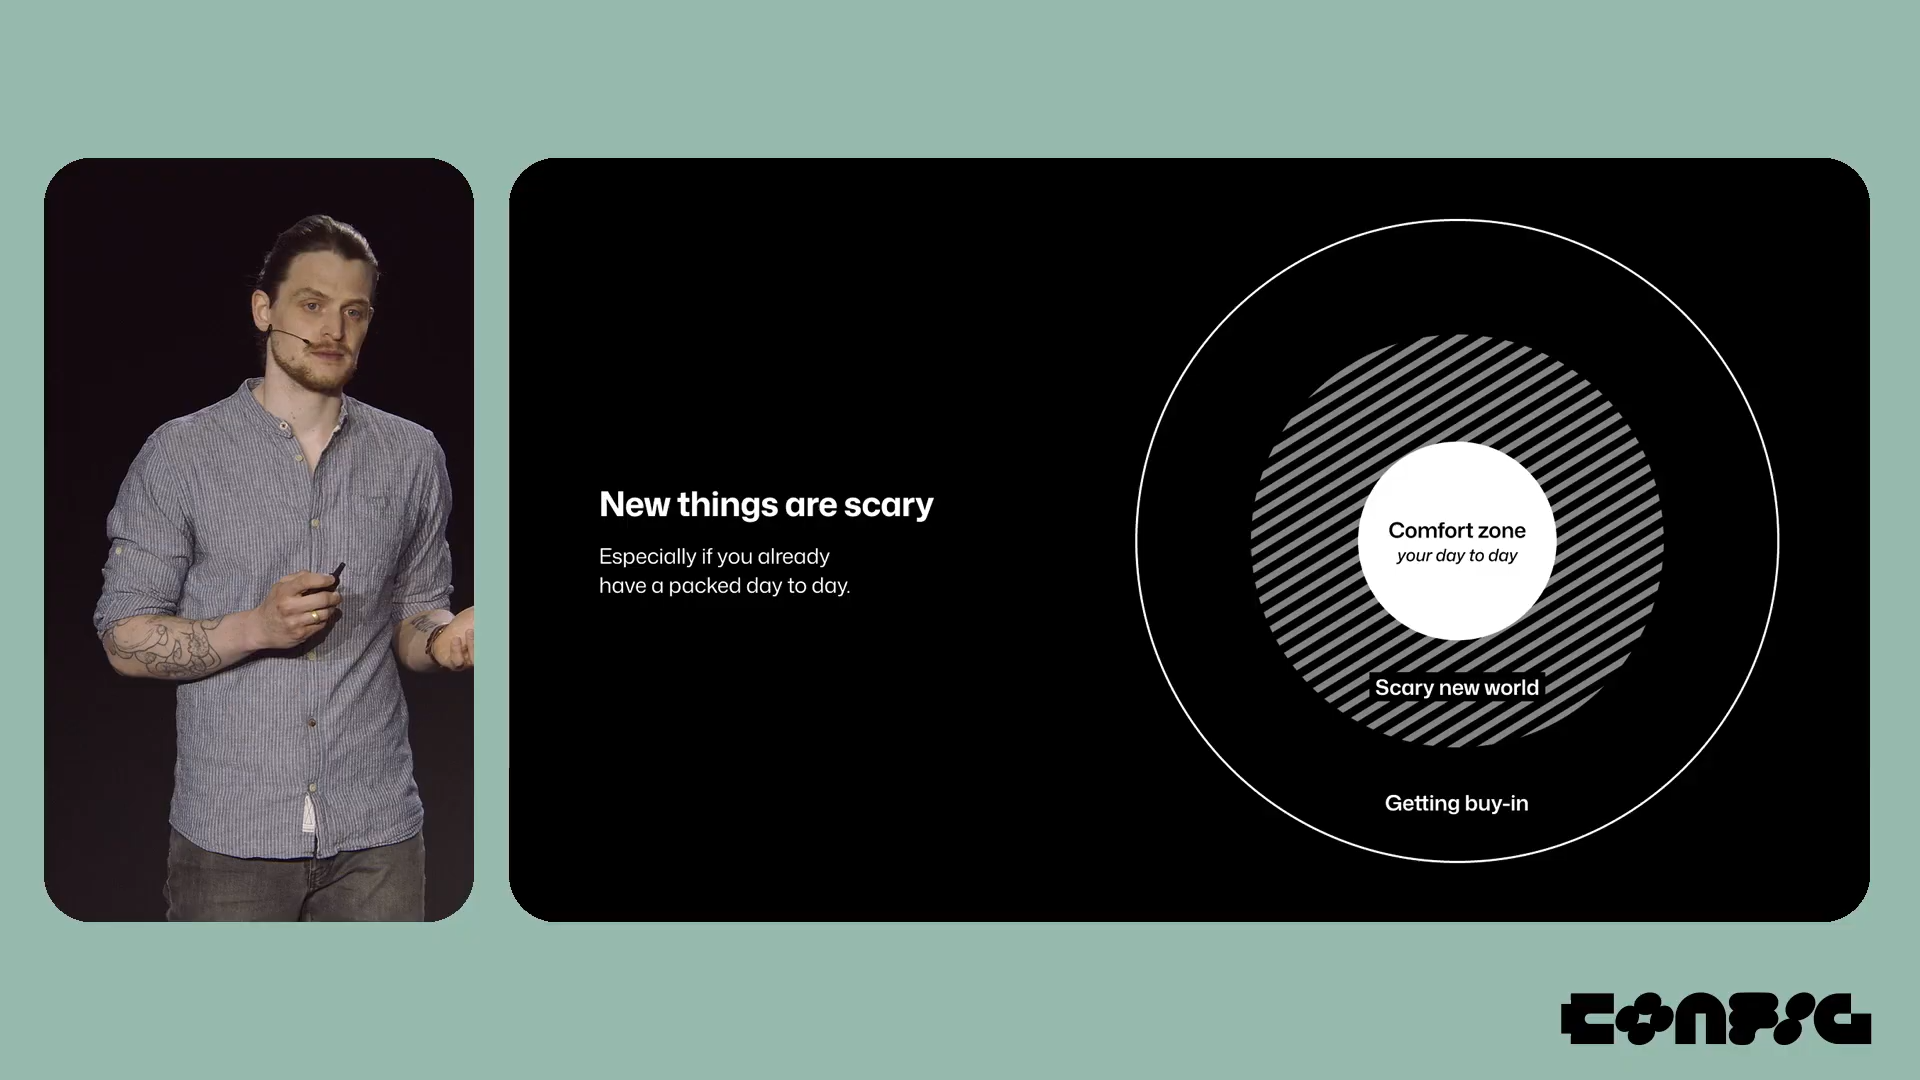 New things are scary
Especially if you already
have a packed day to day.
Comfort zone
your day to day
Scary new world
Getting buy-in
CONFIG